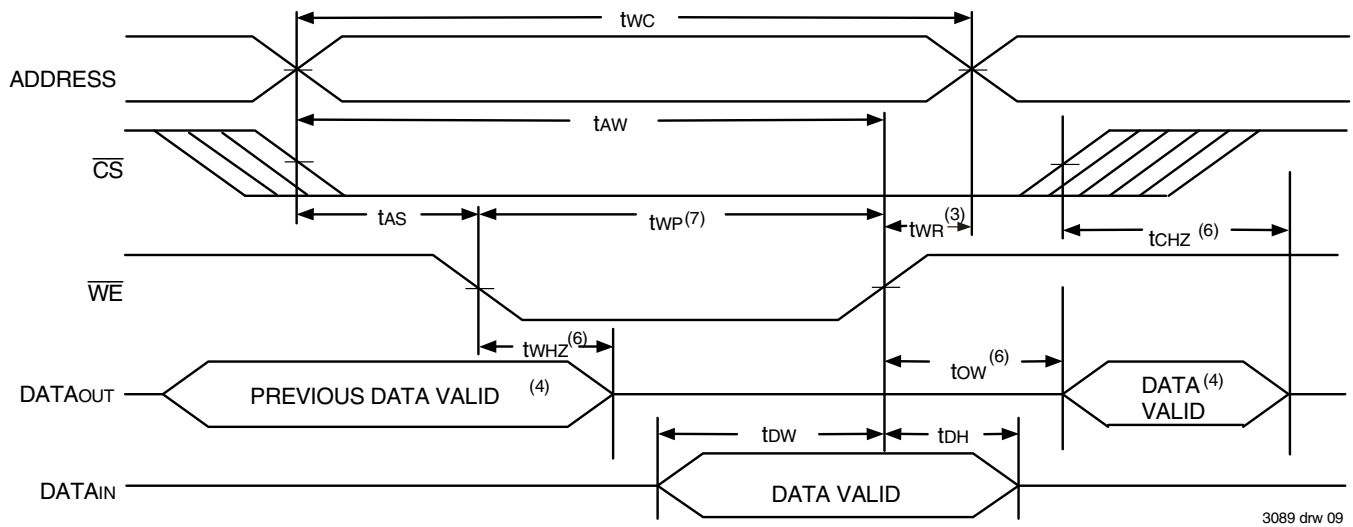 tWC
ADDRESS
tAW
CS
tAS
tWP(7)
tWR(3)
tCHZ (6)
WE
tWHZ(6)
tOW (6)
DATAOUT
PREVIOUS DATA VALID (4)
DATA(4)
VALID
tDW
tDH
DATAIN
DATA VALID
3089 drw 09